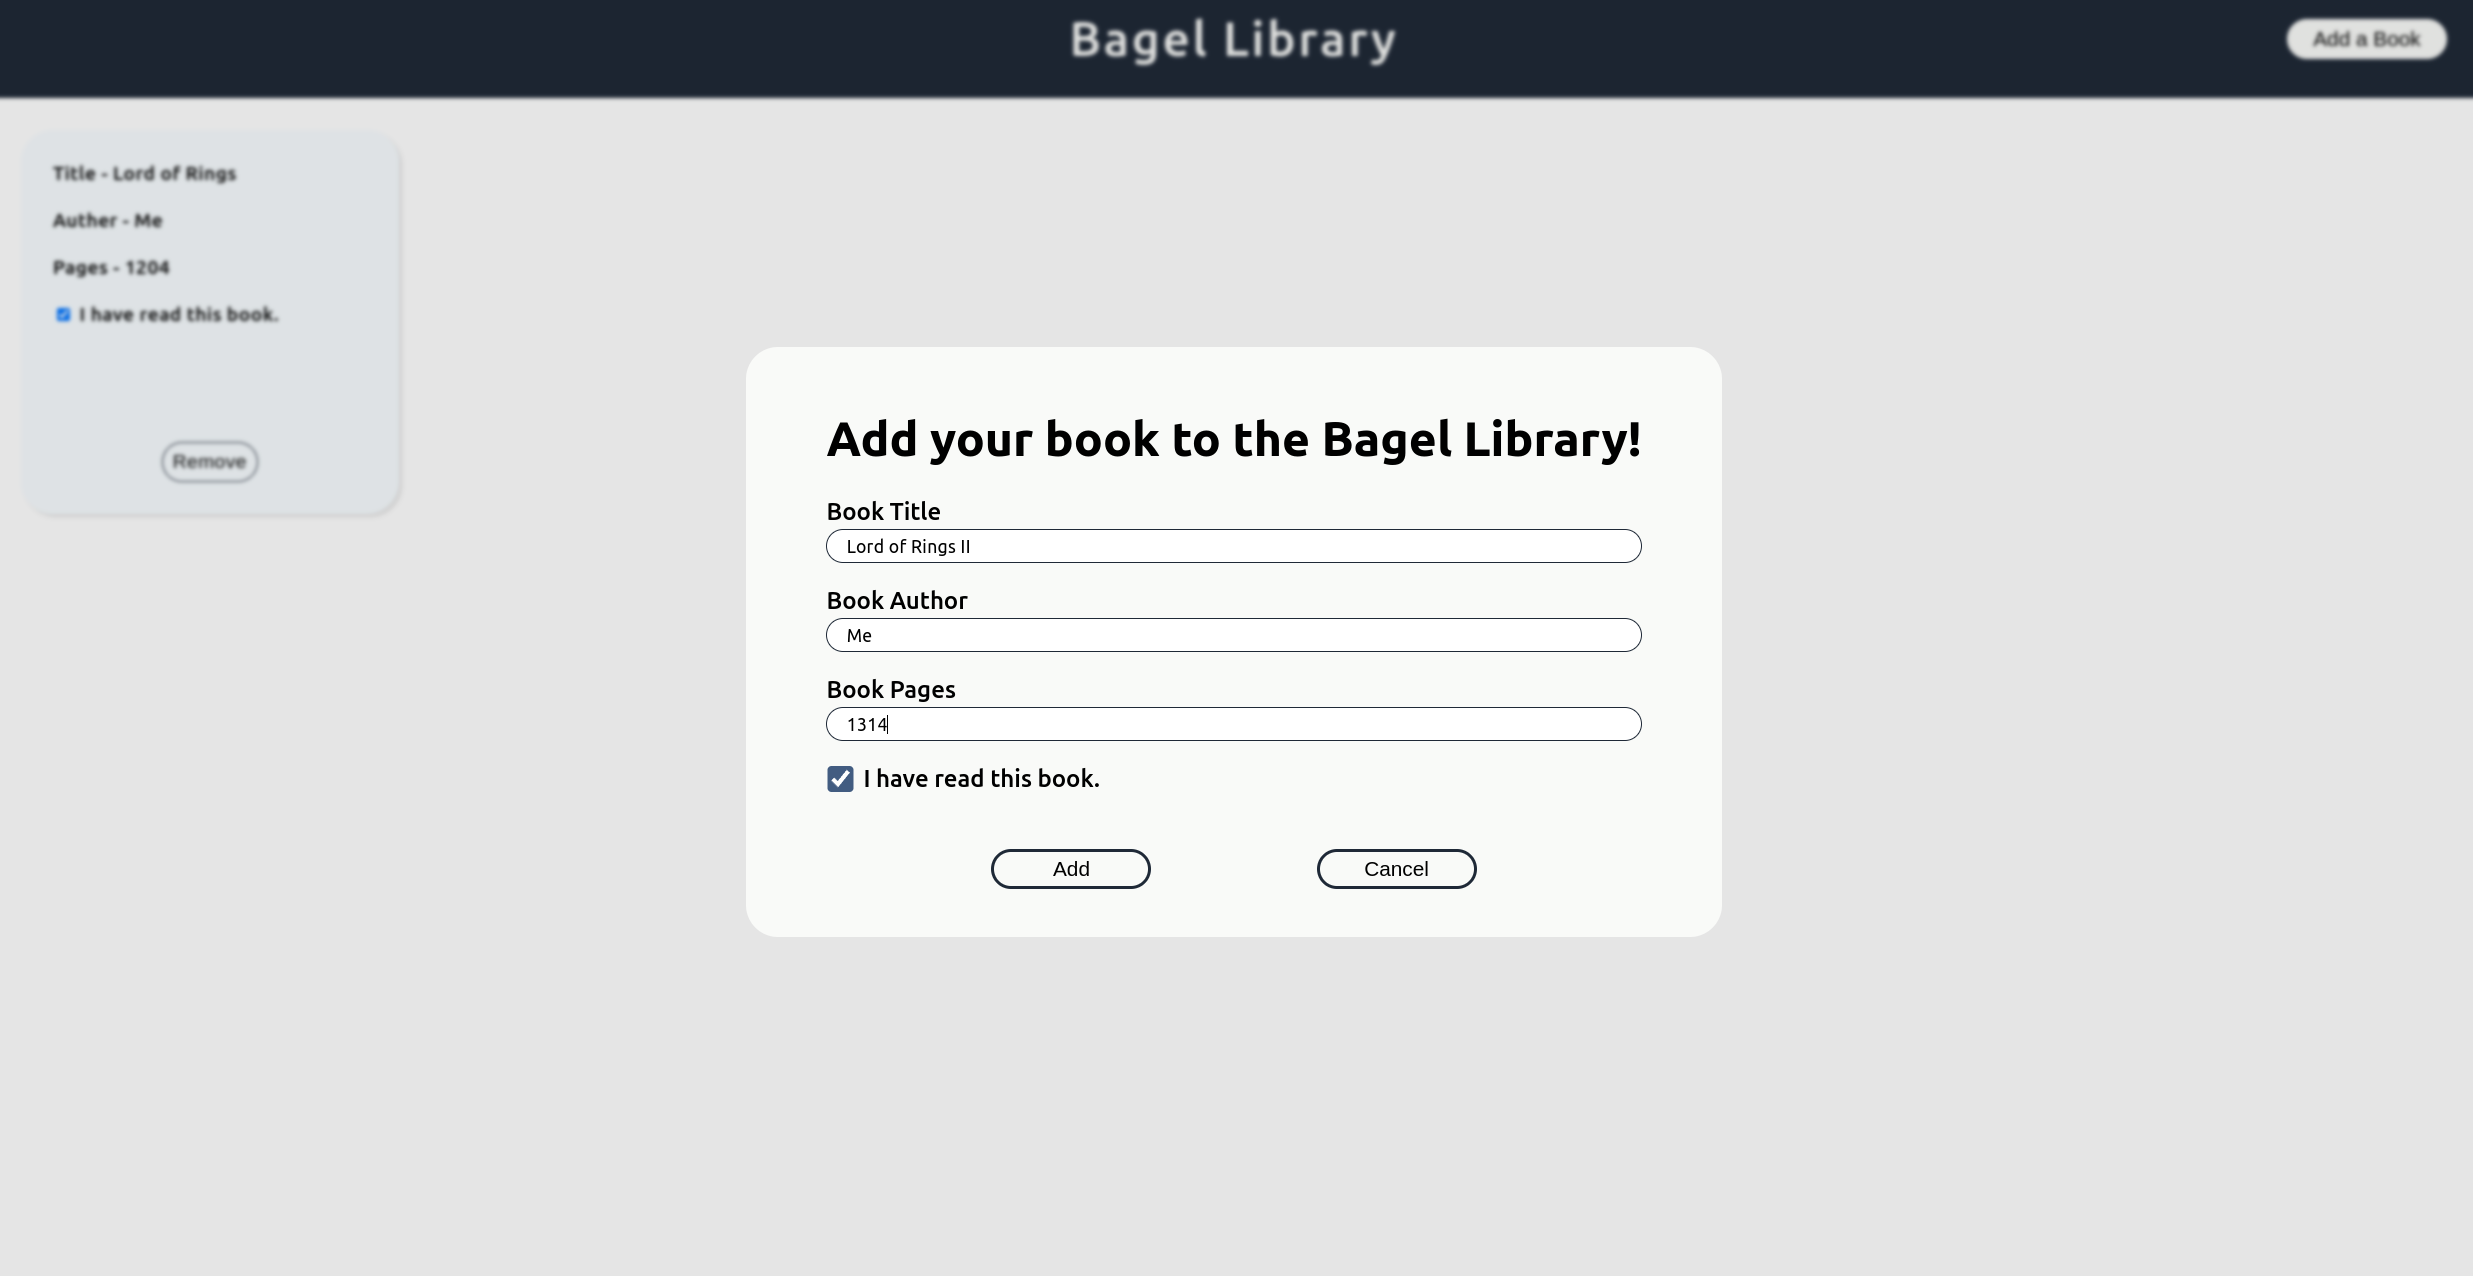 Bagel Library
Add a Book
Title - Lord of Rings
Auther - Me
Pages - 1204
I have read this book.
Remove
Add your book to the Bagel Library!
Book Title
Lord of Rings II
Book Author
Me
Book Pages
1314
I have read this book.
Add
Cancel